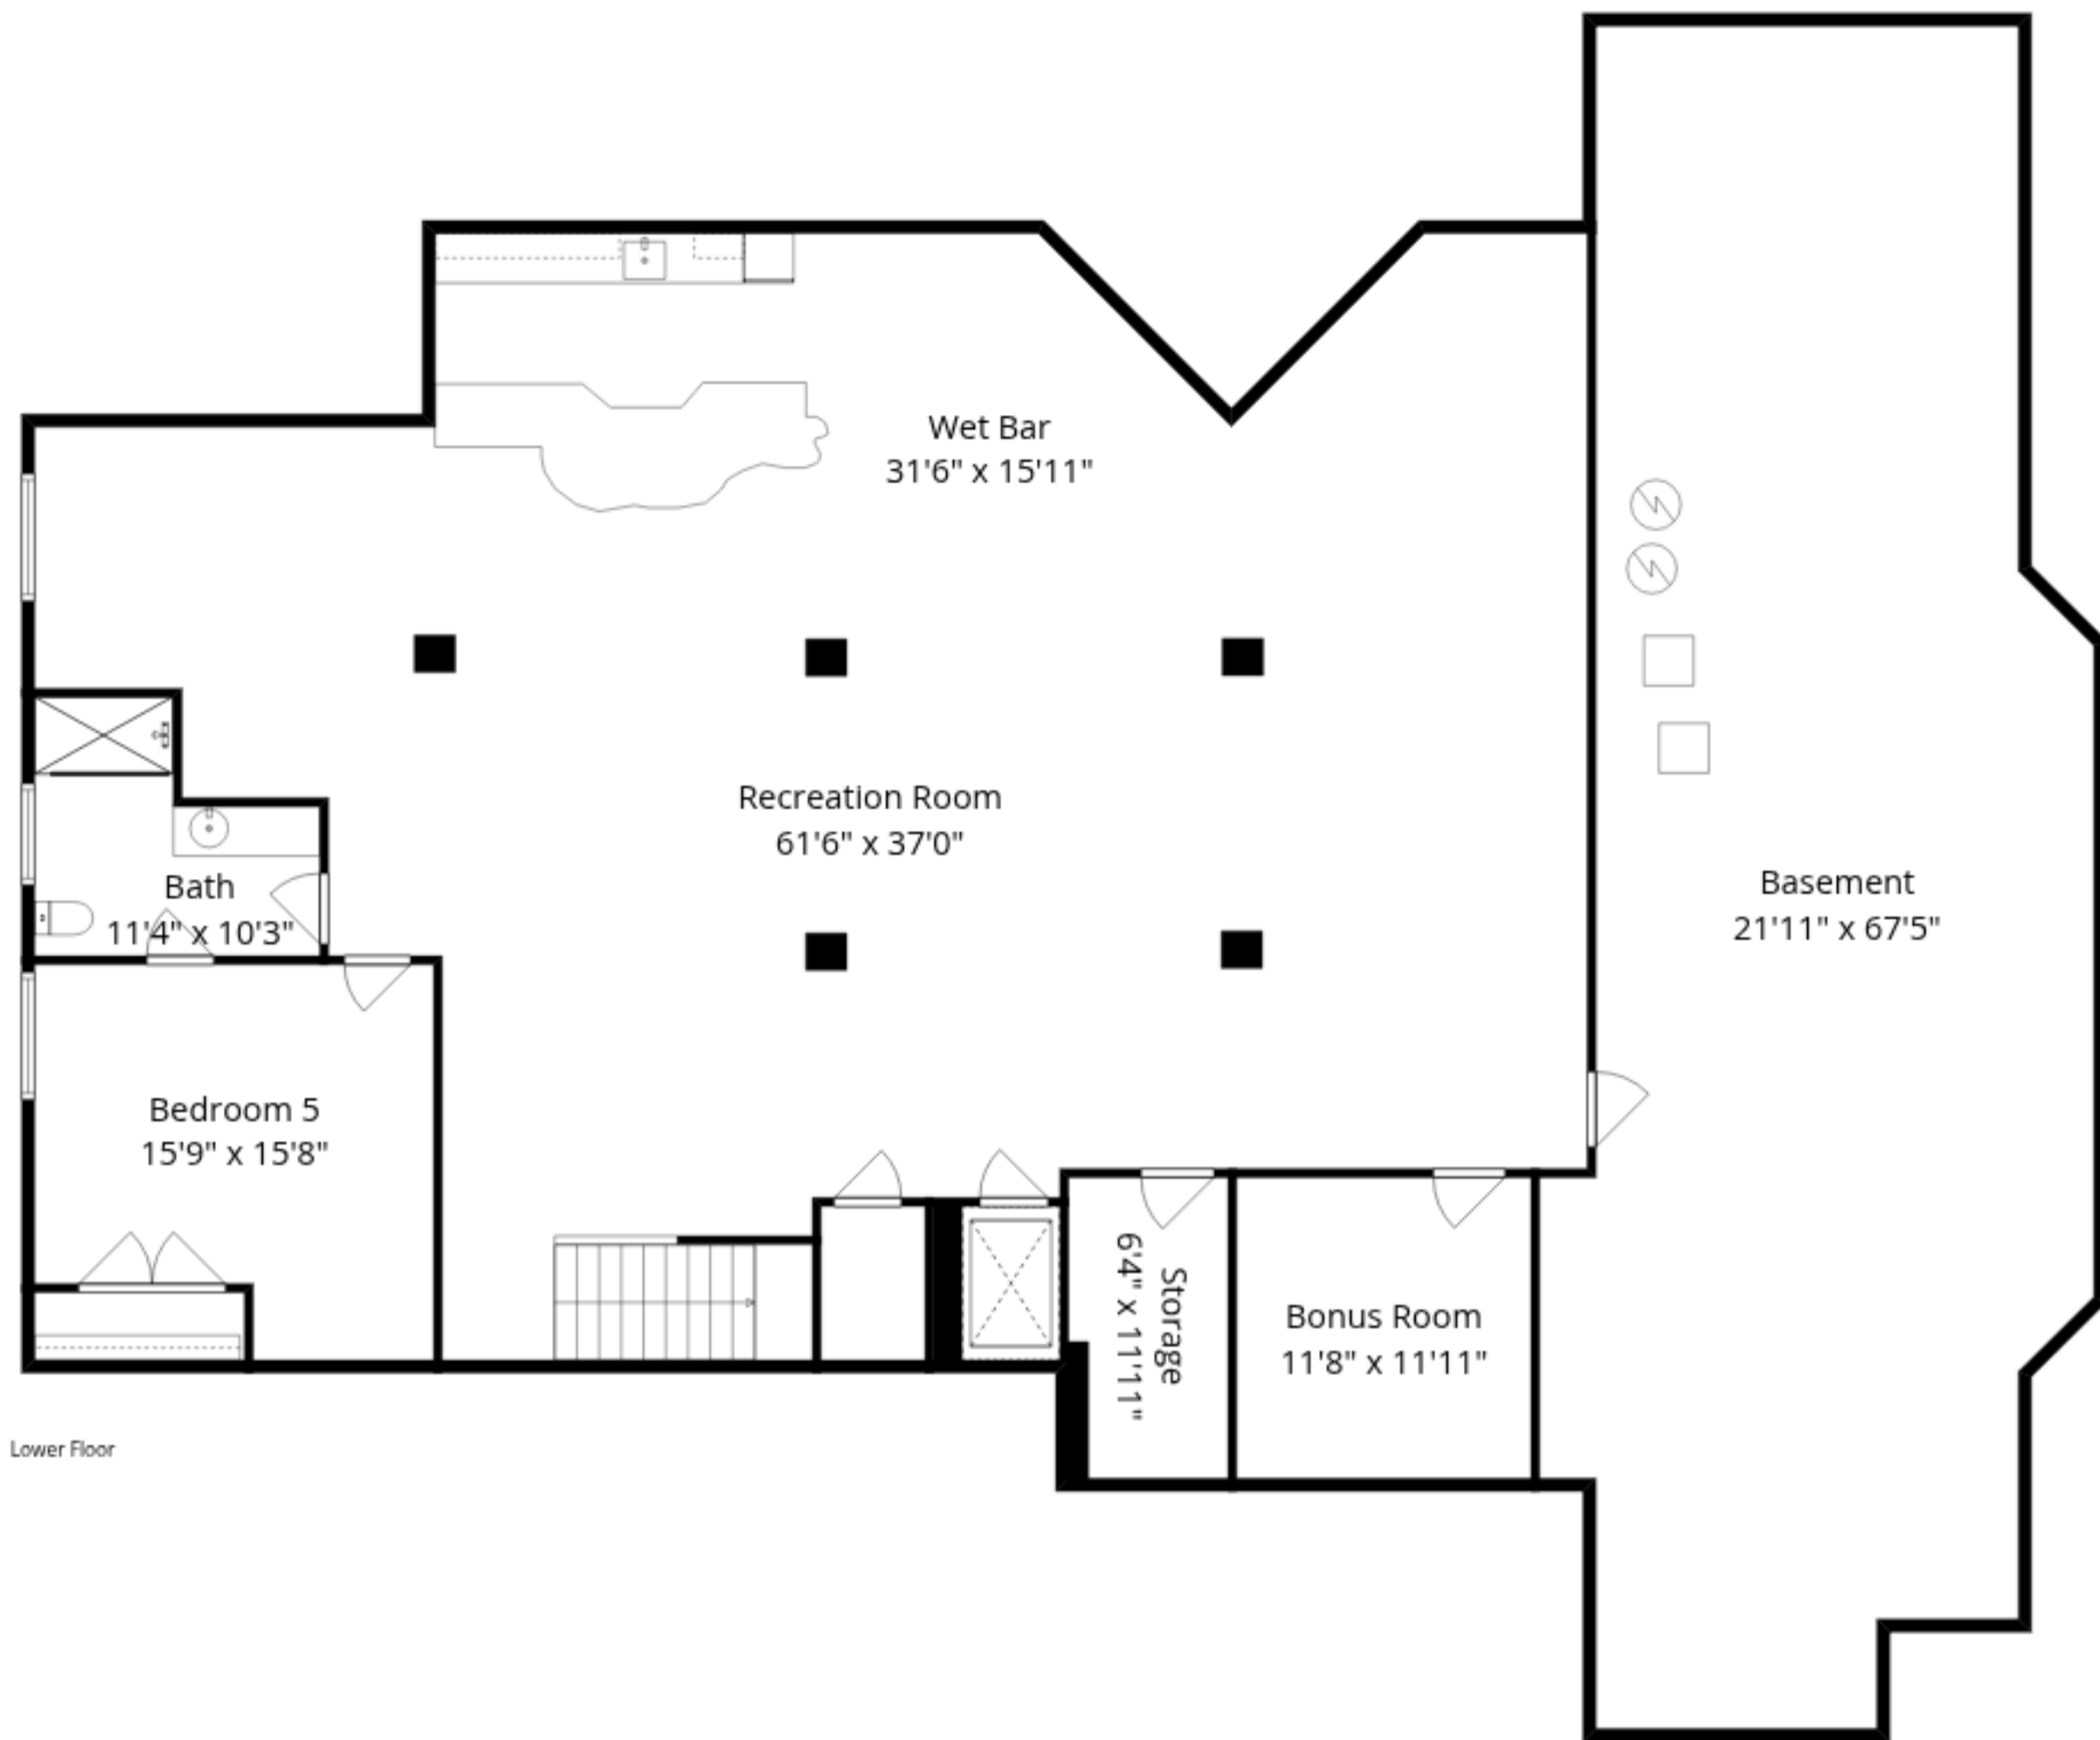 Wet Bar
31'6" x 15'11"
Recreation Room
61'6" x 37'0"
Basement
21'11" x 67'5"
Bath
11'4" x 10'3"
Bedroom 5
15'9" x 15'8"
Storage
6'4" x 11'11"
Bonus Room
11'8" x 11'11"
Lower Floor